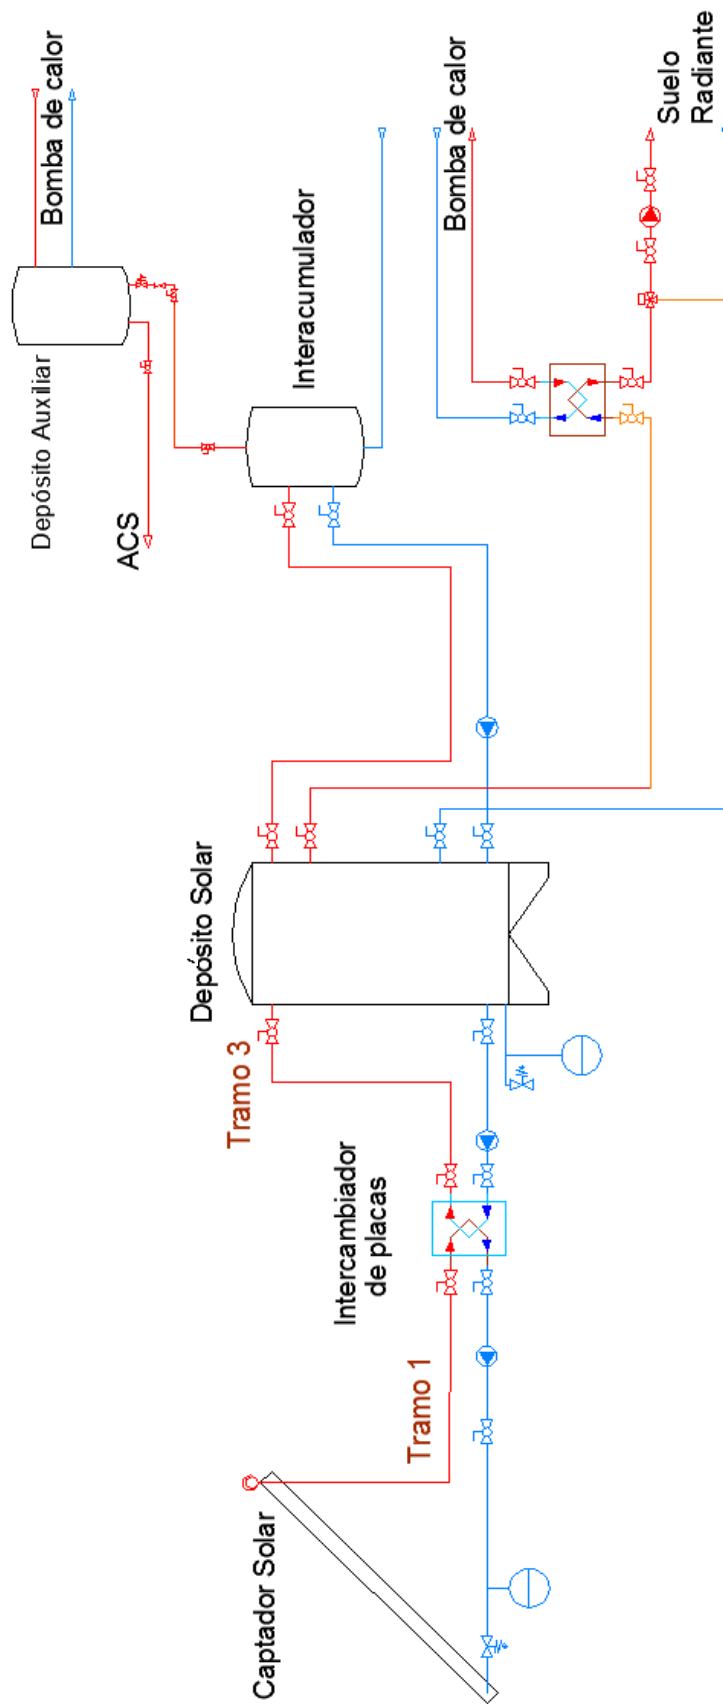 Captador Solar
Tramo 1
Intercambiador
de placas
Tramo 3
Depósito Solar
ACS
Depósito Auxiliar
Interacumulador
Bomba de calor
Bomba de calor
Suelo
Radiante